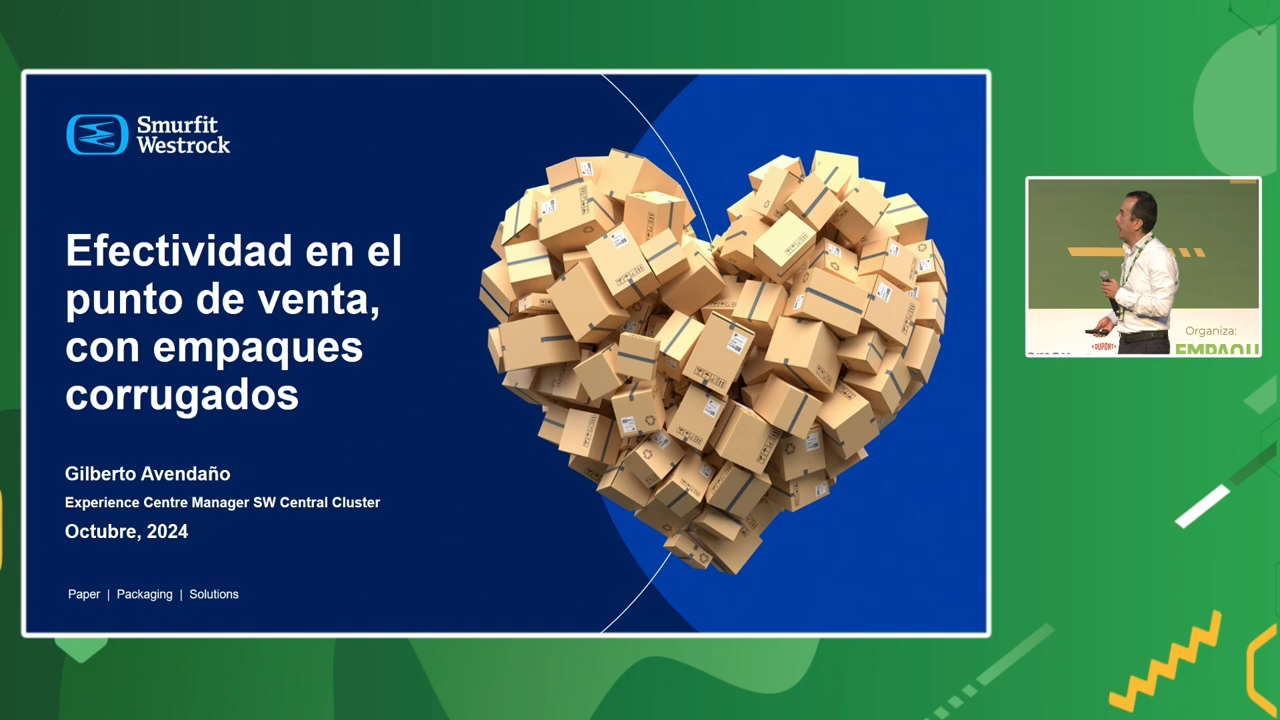 Smurfit
Westrock
Efectividad en el
punto de venta,
con empaques
corrugados
Gilberto Avendaño
Experience Centre Manager SW Central Cluster
Octubre, 2024
Paper | Packaging | Solutions
Organiza:
DUPONT